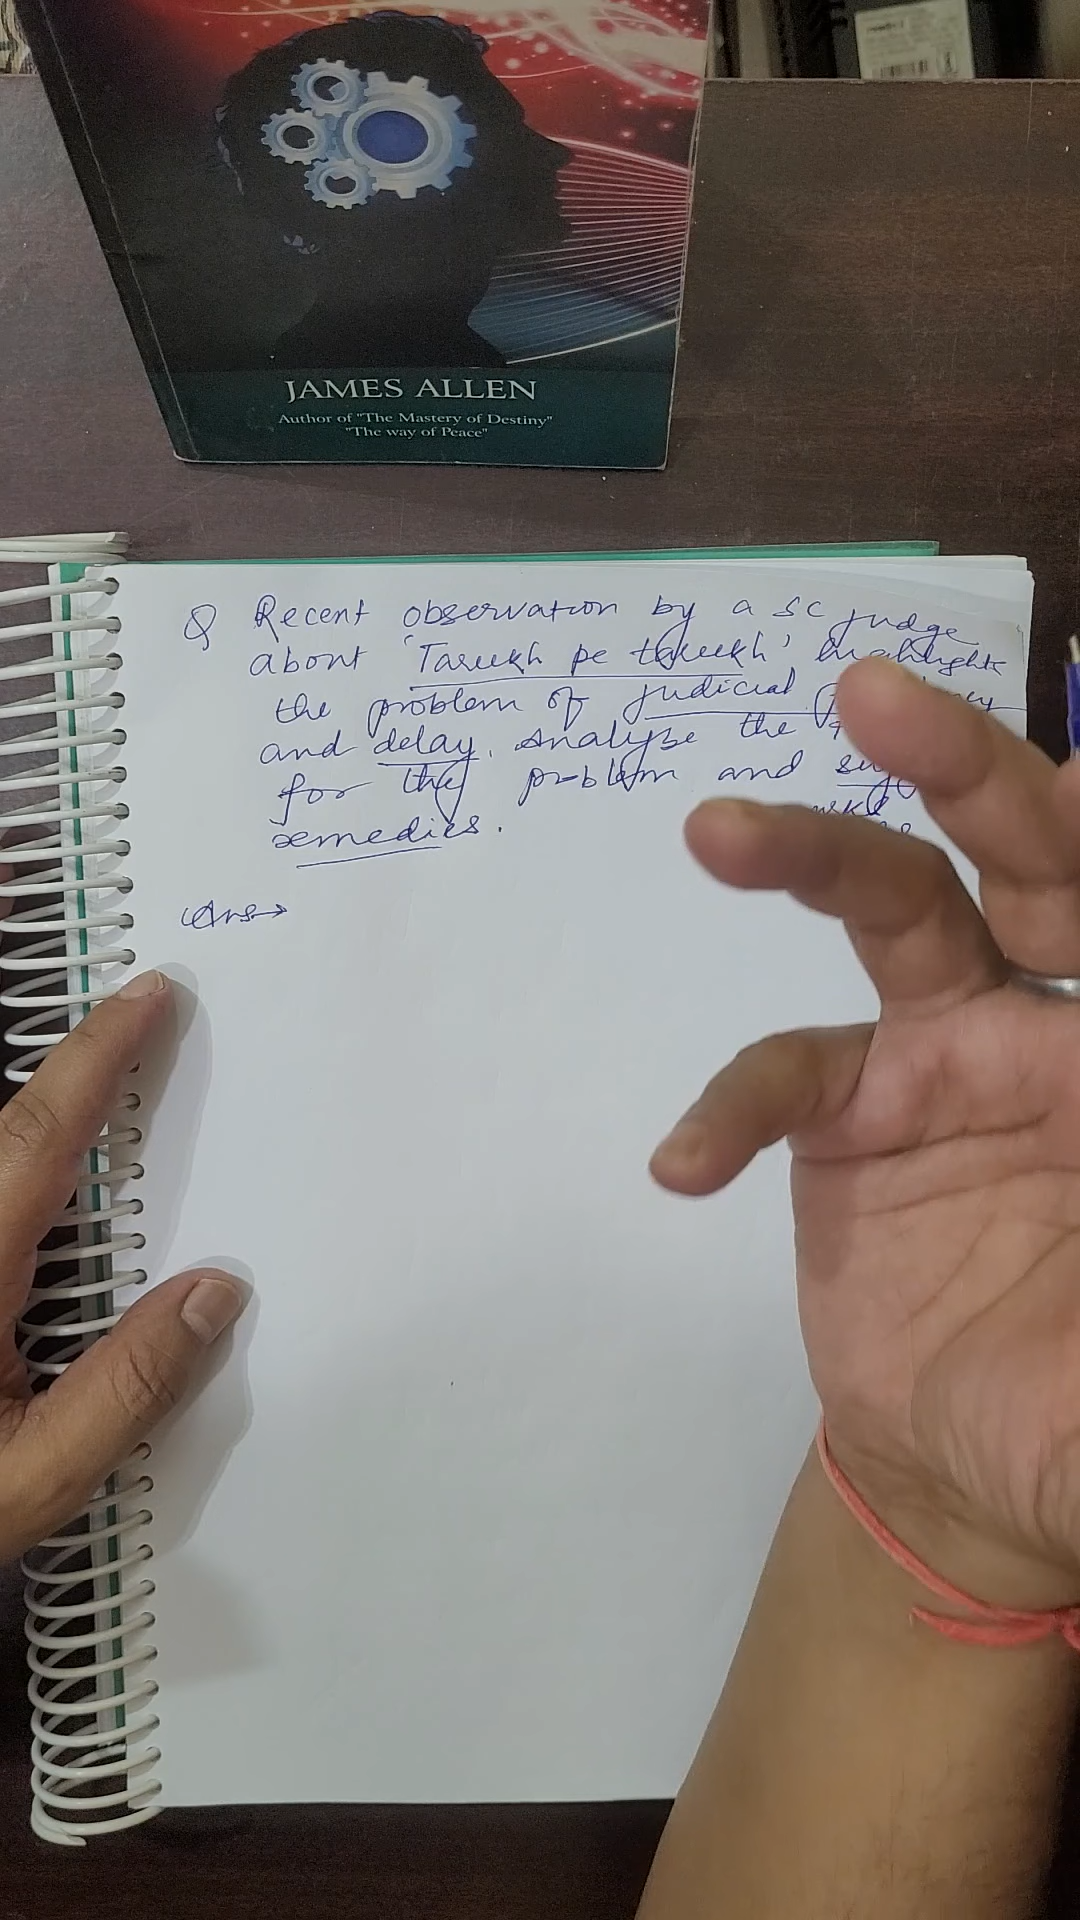 JAMES ALLEN
Author of "The Mastery of Destiny"
"The way of Peace"
Q Recent observation by a SC judge
about 'Tareekh pe tareekh' highlights
the problem of judicial
and delay. Analyse the
for the problem and
remedies.
Ans→